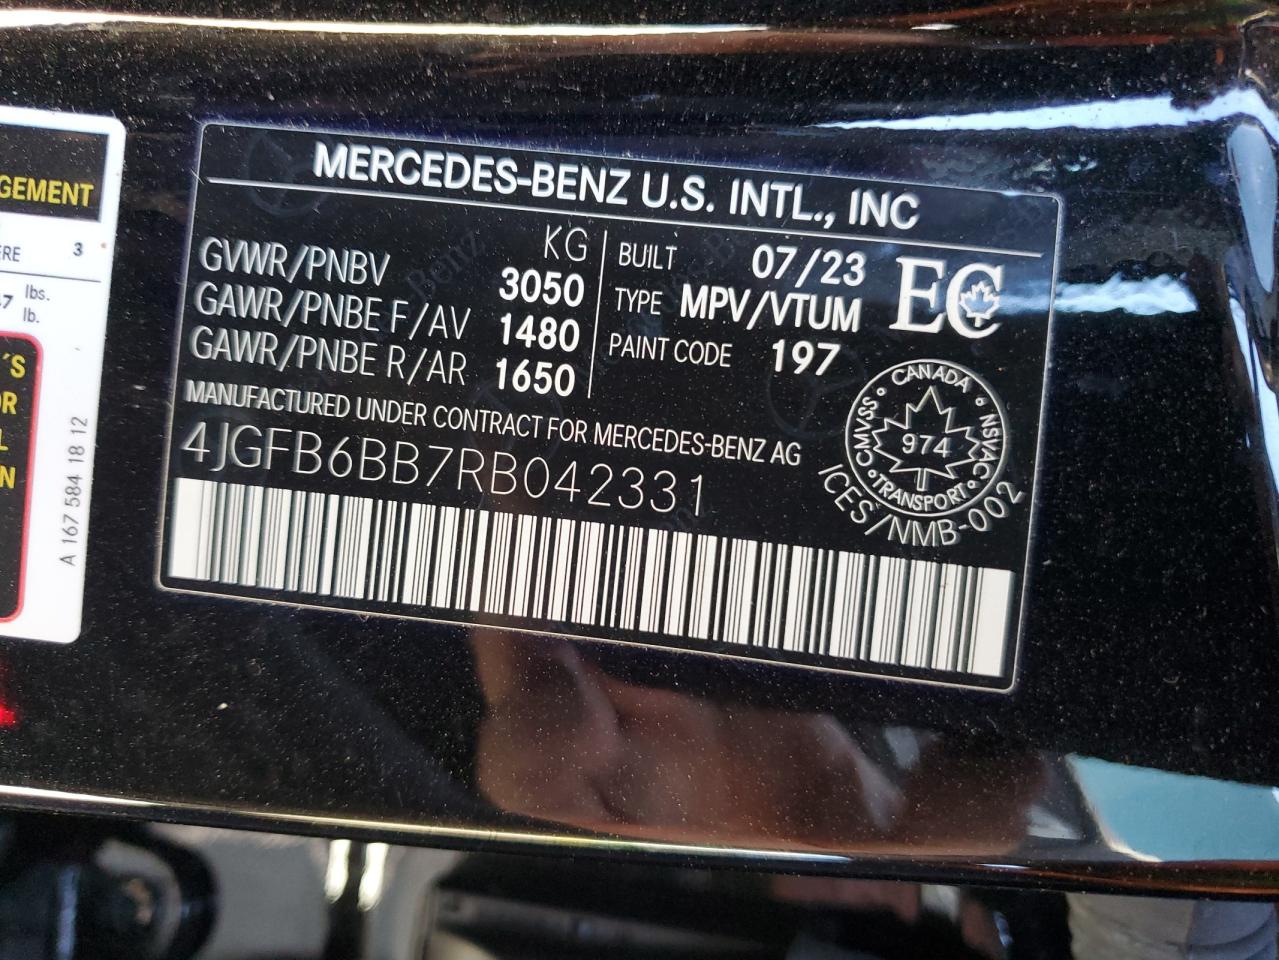 GEMENT
ERE 3
7 lbs.
lb.
'S
OR
L
N
A 167 584 18 12
MERCEDES-BENZ U.S. INTL., INC
KG
GVWR/PNBV 3050
GAWR/PNBE F/AV 1480
GAWR/PNBE R/AR 1650
BUILT 07/23
TYPE MPV/VTUM
PAINT CODE 197
EC
MANUFACTURED UNDER CONTRACT FOR MERCEDES-BENZ AG
4JGFB6BB7RB042331
CANADA
CMVSS NSVAC
974
TRANSPORT
ICES/NMB-002